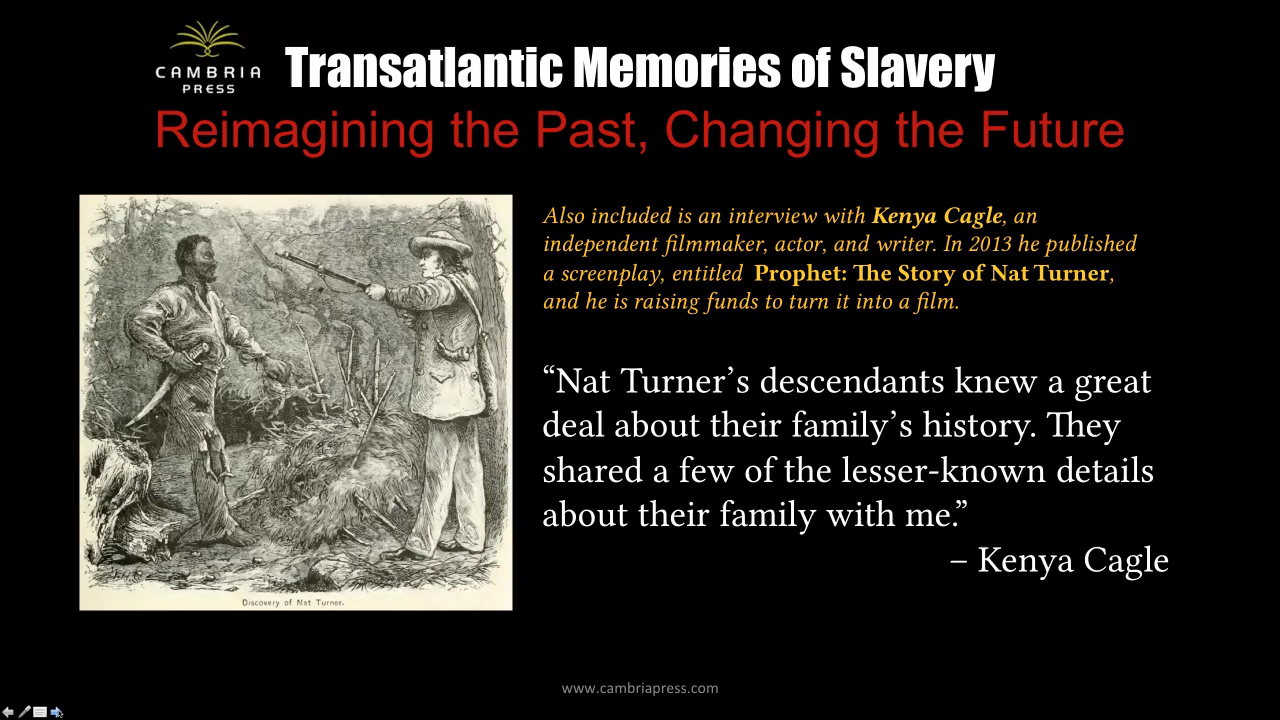 CAMBRIA
PRESS
Transatlantic Memories of Slavery
Reimagining the Past, Changing the Future
Also included is an interview with Kenya Cagle, an
independent filmmaker, actor, and writer. In 2013 he published
a screenplay, entitled Prophet: The Story of Nat Turner,
and he is raising funds to turn it into a film.
“Nat Turner’s descendants knew a great
deal about their family’s history. They
shared a few of the lesser-known details
about their family with me.”
– Kenya Cagle
Discovery of Nat Turner.
www.cambriapress.com